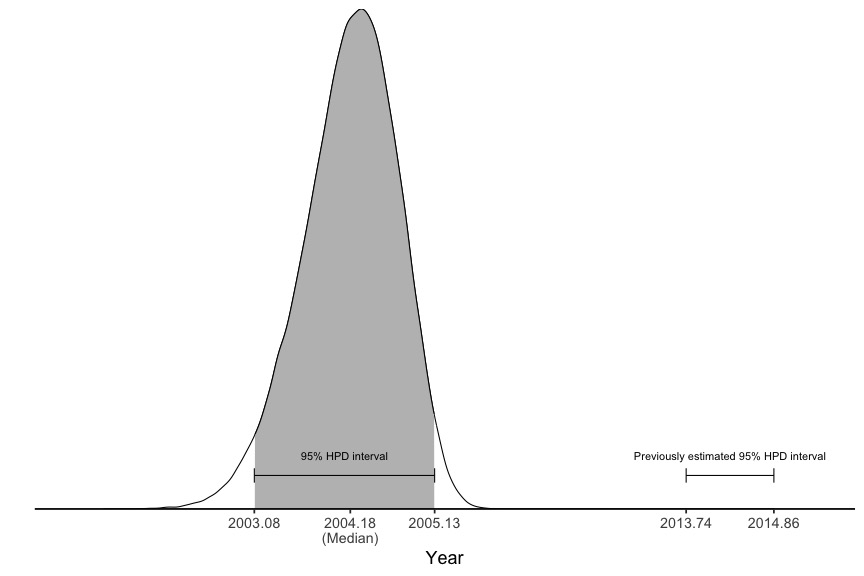 95% HPD interval
Previously estimated 95% HPD interval
2003.08
2004.18
(Median)
2005.13
2013.74
2014.86
Year